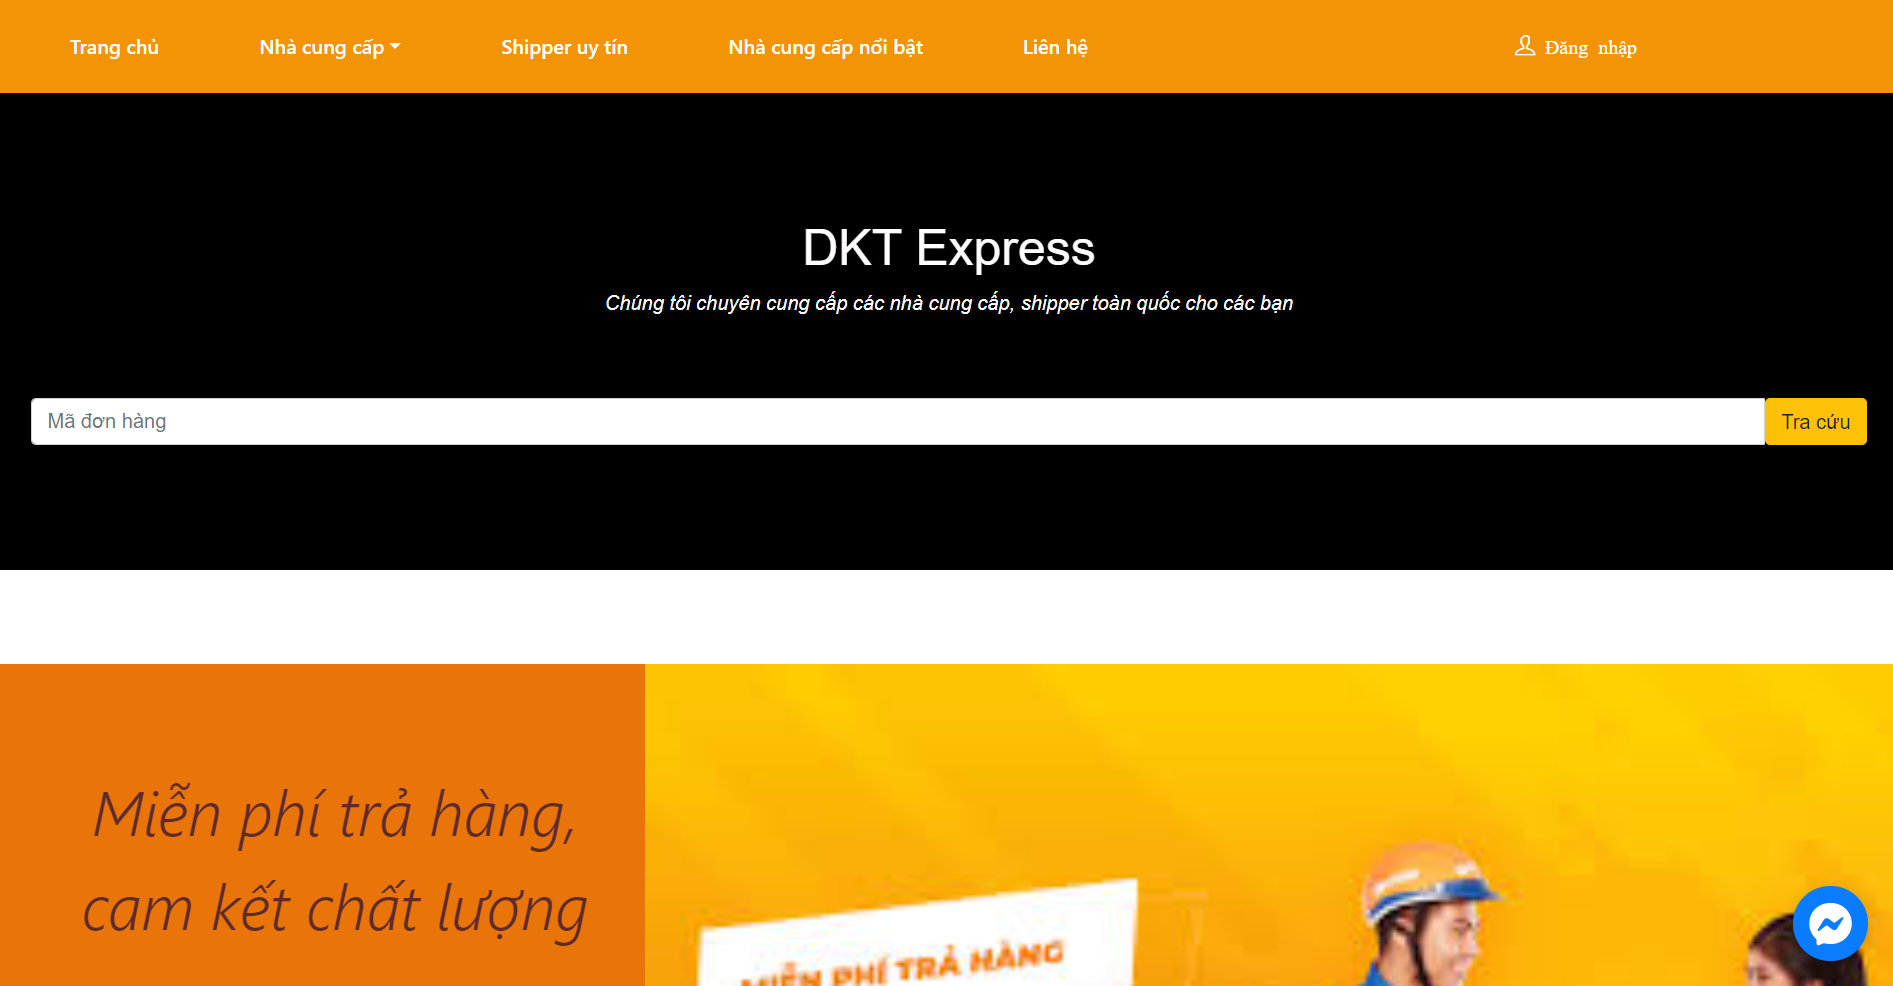 Trang chủ
Nhà cung cấp
Shipper uy tín
Nhà cung cấp nổi bật
Liên hệ
Đăng nhập
DKT Express
Chúng tôi chuyên cung cấp các nhà cung cấp, shipper toàn quốc cho các bạn
Mã đơn hàng
Tra cứu
Miễn phí trả hàng,
cam kết chất lượng
MIỄN PHÍ TRẢ HÀNG